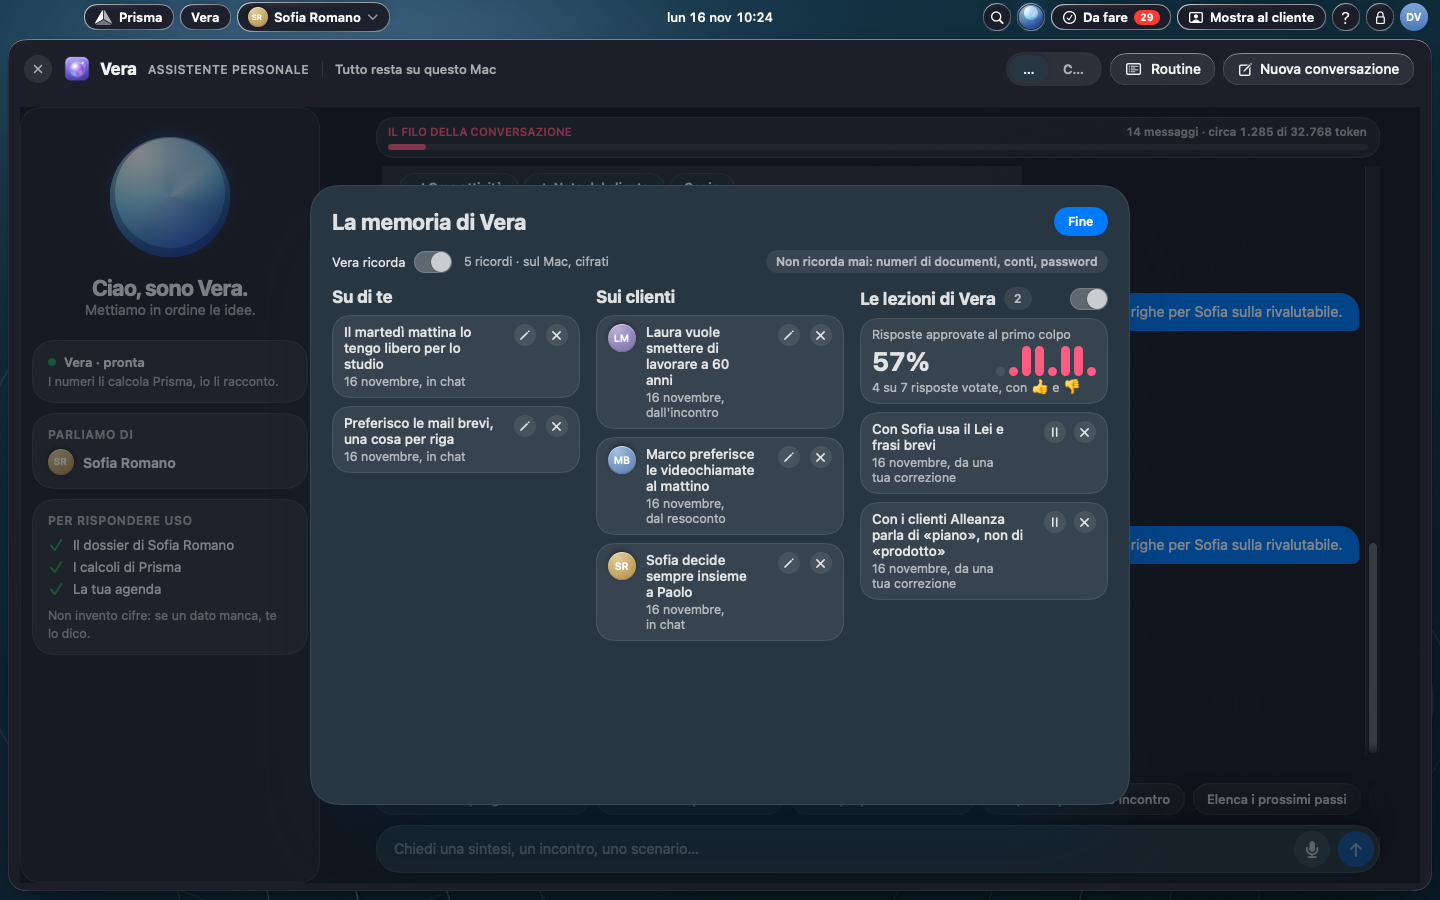 Prisma
Vera
SR Sofia Romano
lun 16 nov 10:24
Da fare 29
Mostra al cliente
?
DV
Vera ASSISTENTE PERSONALE
Tutto resta su questo Mac
...
C...
Routine
Nuova conversazione
Ciao, sono Vera.
Mettiamo in ordine le idee.
Vera · pronta
I numeri li calcola Prisma, io li racconto.
PARLIAMO DI
SR Sofia Romano
PER RISPONDERE USO
Il dossier di Sofia Romano
I calcoli di Prisma
La tua agenda
Non invento cifre: se un dato manca, te
lo dico.
IL FILO DELLA CONVERSAZIONE
14 messaggi · circa 1.285 di 32.768 token
La memoria di Vera
Fine
Vera ricorda
5 ricordi · sul Mac, cifrati
Non ricorda mai: numeri di documenti, conti, password
Su di te
Il martedì mattina lo
tengo libero per lo
studio
16 novembre, in chat
Preferisco le mail brevi,
una cosa per riga
16 novembre, in chat
Sui clienti
LM
Laura vuole
smettere di
lavorare a 60
anni
16 novembre,
dall'incontro
MB
Marco preferisce
le videochiamate
al mattino
16 novembre,
dal resoconto
SR
Sofia decide
sempre insieme
a Paolo
16 novembre,
in chat
Le lezioni di Vera 2
Risposte approvate al primo colpo
57%
4 su 7 risposte votate, con 👍 e 👎
Con Sofia usa il Lei e
frasi brevi
16 novembre, da una
tua correzione
Con i clienti Alleanza
parla di «piano», non di
«prodotto»
16 novembre, da una
tua correzione
righe per Sofia sulla rivalutabile.
righe per Sofia sulla rivalutabile.
incontro
Elenca i prossimi passi
Chiedi una sintesi, un incontro, uno scenario...